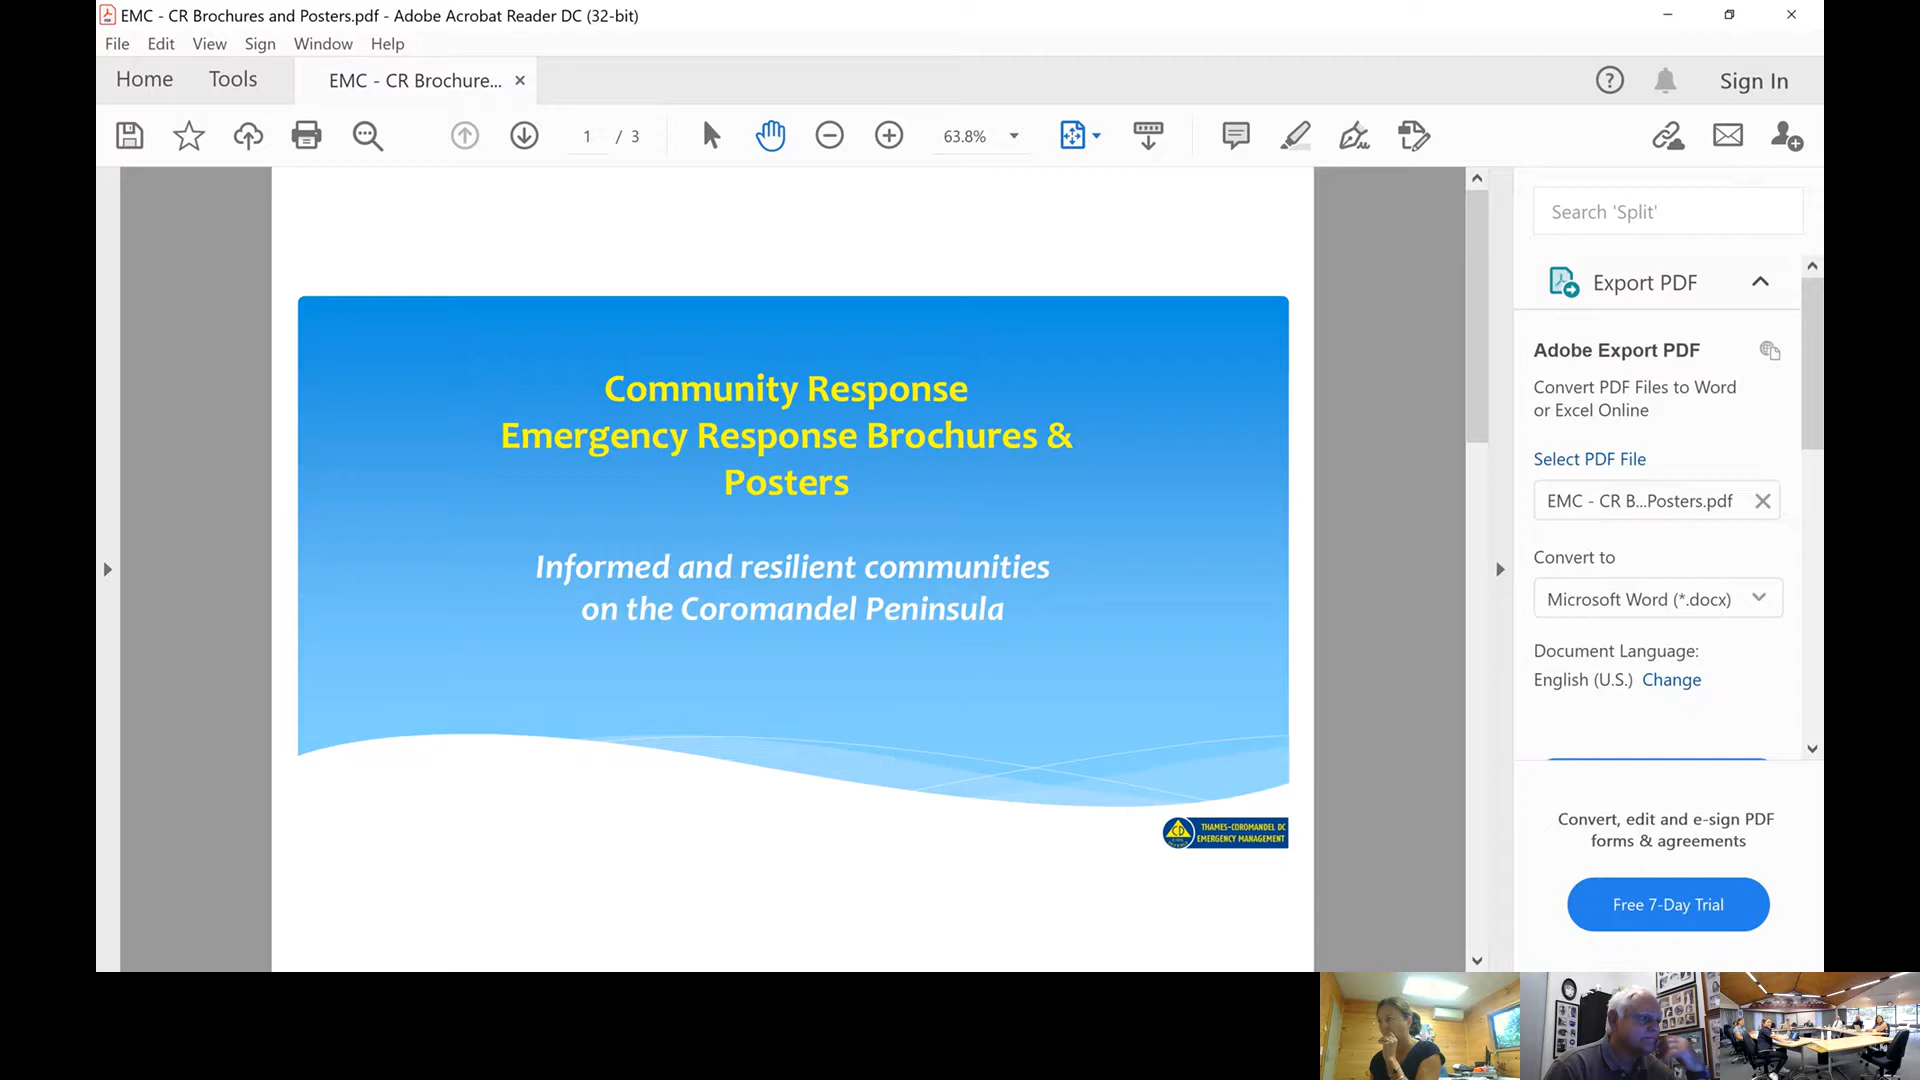 EMC - CR Brochures and Posters.pdf - Adobe Acrobat Reader DC (32-bit)
File Edit View Sign Window Help
Home Tools EMC - CR Brochure... Sign In
1 / 3 63.8%
Community Response
Emergency Response Brochures &
Posters
Informed and resilient communities
on the Coromandel Peninsula
THAMES-COROMANDEL DC
EMERGENCY MANAGEMENT
CD
Search 'Split'
Export PDF
Adobe Export PDF
Convert PDF Files to Word
or Excel Online
Select PDF File
EMC - CR B...Posters.pdf
Convert to
Microsoft Word (*.docx)
Document Language:
English (U.S.) Change
Convert, edit and e-sign PDF
forms & agreements
Free 7-Day Trial